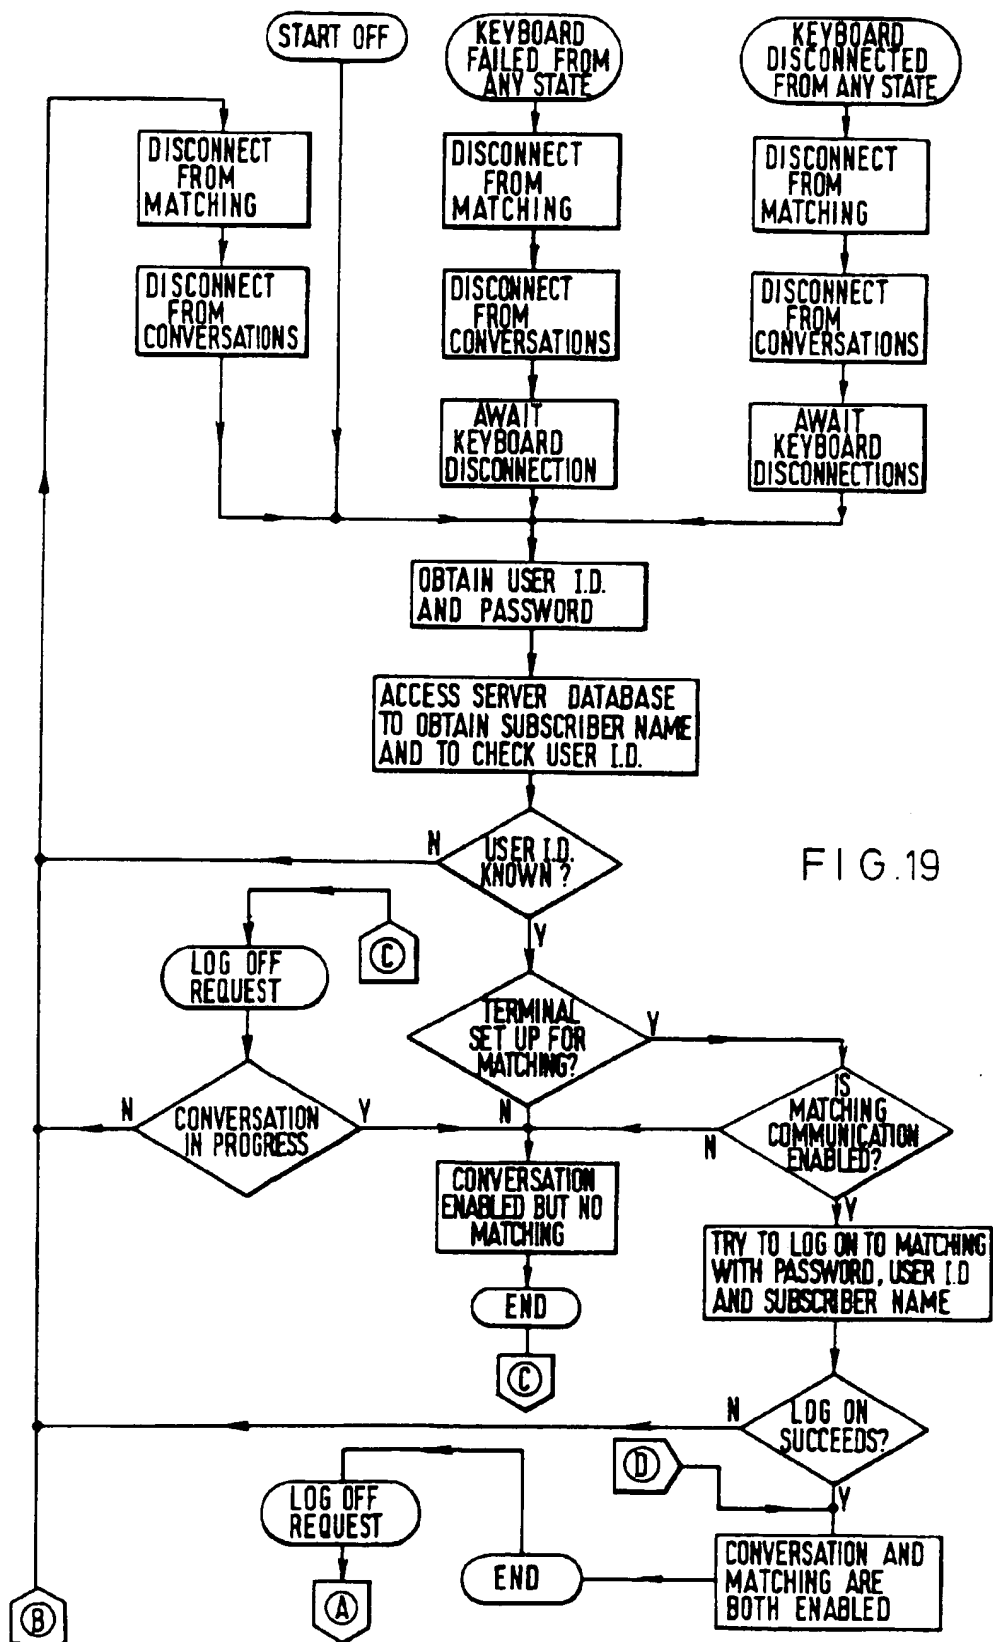 START OFF
KEYBOARD
FAILED FROM
ANY STATE
KEYBOARD
DISCONNECTED
FROM ANY STATE
DISCONNECT
FROM
MATCHING
DISCONNECT
FROM
MATCHING
DISCONNECT
FROM
MATCHING
DISCONNECT
FROM
CONVERSATIONS
DISCONNECT
FROM
CONVERSATIONS
DISCONNECT
FROM
CONVERSATIONS
AWAIT
KEYBOARD
DISCONNECTION
AWAIT
KEYBOARD
DISCONNECTIONS
OBTAIN USER I.D.
AND PASSWORD
ACCESS SERVER DATABASE
TO OBTAIN SUBSCRIBER NAME
AND TO CHECK USER I.D.
N
USER I.D.
KNOWN ?
Y
FIG.19
C
LOG OFF
REQUEST
TERMINAL
SET UP FOR
MATCHING?
Y
N
N
CONVERSATION
IN PROGRESS
Y
IS
MATCHING
COMMUNICATION
ENABLED?
N
Y
CONVERSATION
ENABLED BUT NO
MATCHING
TRY TO LOG ON TO MATCHING
WITH PASSWORD, USER I.D
AND SUBSCRIBER NAME
END
C
N
LOG ON
SUCCEEDS?
Y
D
LOG OFF
REQUEST
END
CONVERSATION AND
MATCHING ARE
BOTH ENABLED
B
A